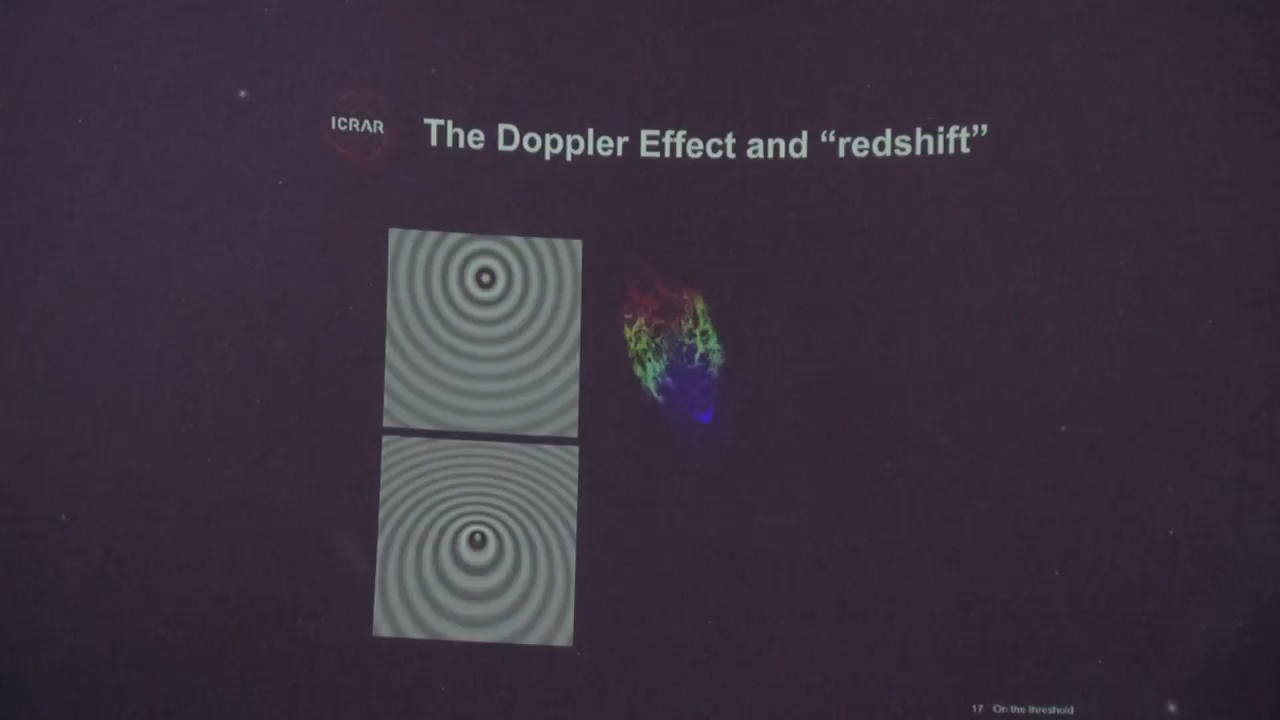 ICRAR
The Doppler Effect and “redshift”
17 On the threshold